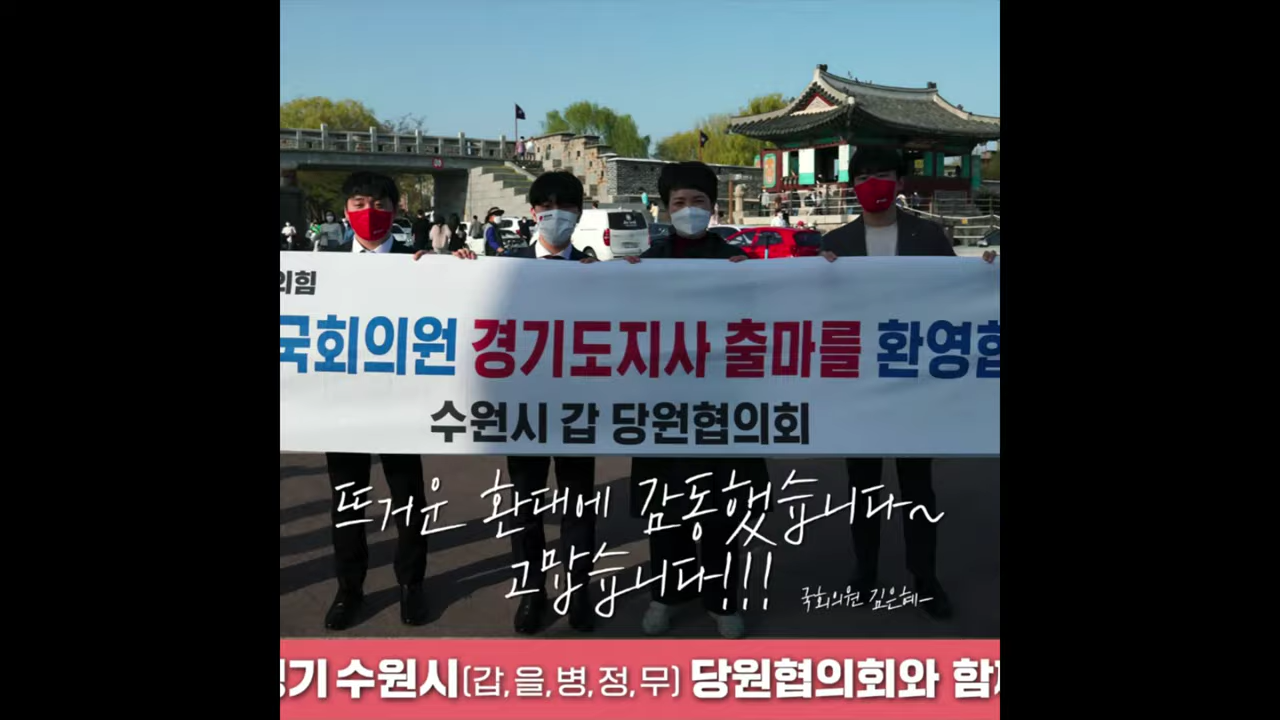 의힘
국회의원 경기도지사 출마를 환영합
수원시 갑 당원협의회
뜨거운 환대에 감동했습니다~
고맙습니다!!!
국회의원 김은혜
경기 수원시(갑,을,병,정,무) 당원협의회와 함께